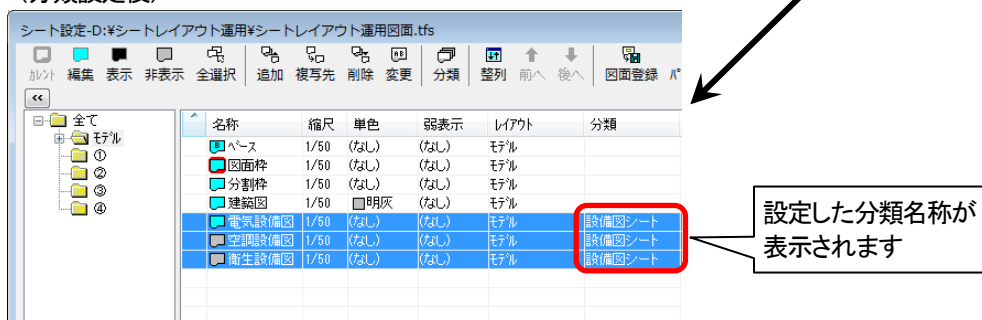 シート設定-D:¥シートレイアウト運用¥シートレイアウト運用図面.tfs
ｶﾚﾝﾄ 編集 表示 非表示 全選択 追加 複写先 削除 変更 分類 整列 前へ 後へ 図面登録
<<
全て
ﾓﾃﾞﾙ
①
②
③
④
名称 縮尺 単色 弱表示 ﾚｲｱｳﾄ 分類
ﾍﾞｰｽ 1/50 (なし) (なし) ﾓﾃﾞﾙ
図面枠 1/50 (なし) (なし) ﾓﾃﾞﾙ
分割枠 1/50 (なし) (なし) ﾓﾃﾞﾙ
建築図 1/50 明灰 (なし) ﾓﾃﾞﾙ
電気設備図 1/50 (なし) (なし) ﾓﾃﾞﾙ 設備図シート
空調設備図 1/50 (なし) (なし) ﾓﾃﾞﾙ 設備図シート
衛生設備図 1/50 (なし) (なし) ﾓﾃﾞﾙ 設備図シート
設定した分類名称が
表示されます